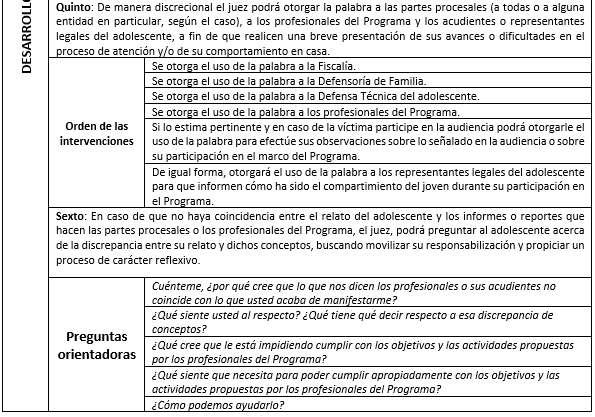 DESARROLLO
Quinto: De manera discrecional el juez podrá otorgar la palabra a las partes procesales (a todas o a alguna
entidad en particular, según el caso), a los profesionales del Programa y los acudientes o representantes
legales del adolescente, a fin de que realicen una breve presentación de sus avances o dificultades en el
proceso de atención y/o de su comportamiento en casa.
Orden de las
intervenciones
Se otorga el uso de la palabra a la Fiscalía.
Se otorga el uso de la palabra a la Defensoría de Familia.
Se otorga el uso de la palabra a la Defensa Técnica del adolescente.
Se otorga el uso de la palabra a los profesionales del Programa.
Si lo estima pertinente y en caso de la víctima participe en la audiencia podrá otorgarle el
uso de la palabra para efectúe sus observaciones sobre lo señalado en la audiencia o sobre
su participación en el marco del Programa.
De igual forma, otorgará el uso de la palabra a los representantes legales del adolescente
para que informen cómo ha sido el compartimiento del joven durante su participación en
el Programa.
Sexto: En caso de que no haya coincidencia entre el relato del adolescente y los informes o reportes que
hacen las partes procesales o los profesionales del Programa, el juez, podrá preguntar al adolescente acerca
de la discrepancia entre su relato y dichos conceptos, buscando movilizar su responsabilización y propiciar un
proceso de carácter reflexivo.
Preguntas
orientadoras
Cuénteme, ¿por qué cree que lo que nos dicen los profesionales o sus acudientes no
coincide con lo que usted acaba de manifestarme?
¿Qué siente usted al respecto? ¿Qué tiene qué decir respecto a esa discrepancia de
conceptos?
¿Qué cree que le está impidiendo cumplir con los objetivos y las actividades propuestas
por los profesionales del Programa?
¿Qué siente que necesita para poder cumplir apropiadamente con los objetivos y las
actividades propuestas por los profesionales del Programa?
¿Cómo podemos ayudarlo?